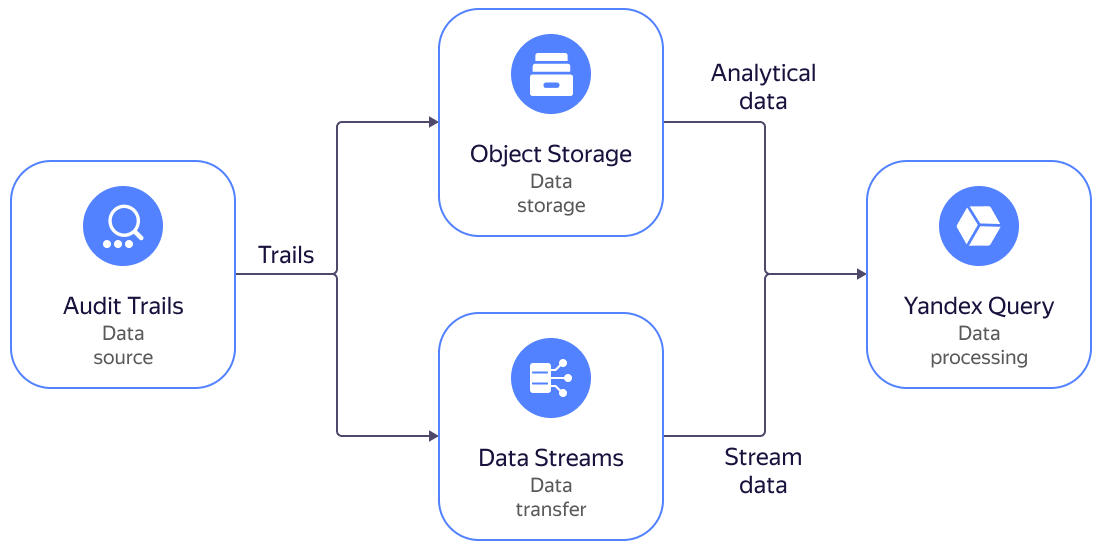 Audit Trails
Data
source
Trails
Object Storage
Data
storage
Data Streams
Data
transfer
Analytical
data
Stream
data
Yandex Query
Data
processing